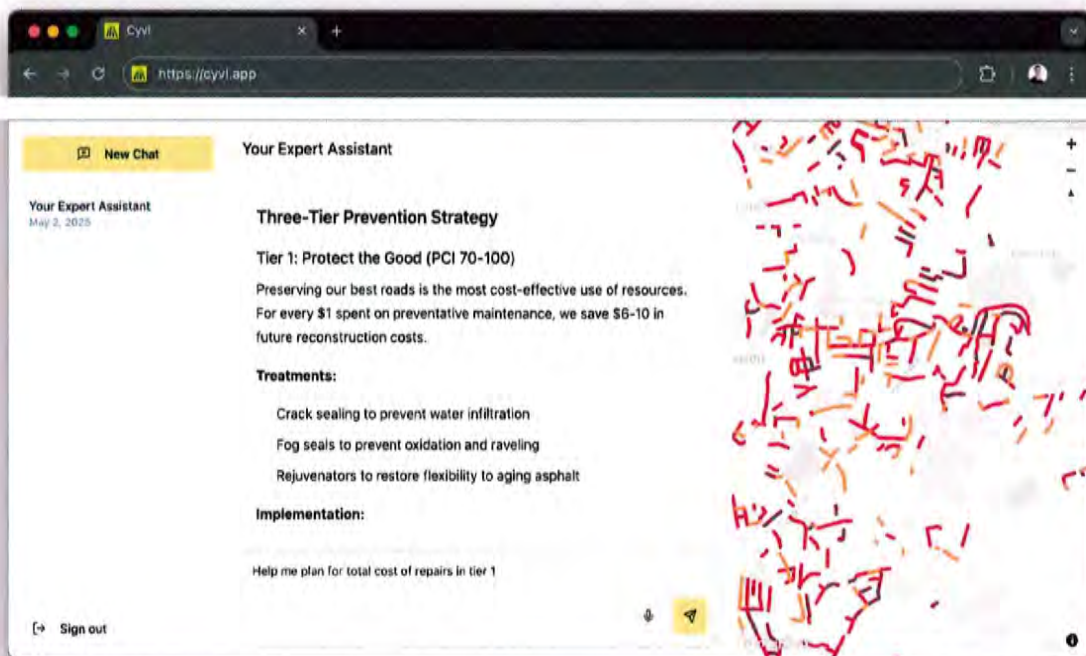 Cyvl
https://cyvl.app
New Chat
Your Expert Assistant
May 2, 2025
Sign out
Your Expert Assistant
Three-Tier Prevention Strategy
Tier 1: Protect the Good (PCI 70-100)
Preserving our best roads is the most cost-effective use of resources.
For every $1 spent on preventative maintenance, we save $6-10 in
future reconstruction costs.
Treatments:
Crack sealing to prevent water infiltration
Fog seals to prevent oxidation and raveling
Rejuvenators to restore flexibility to aging asphalt
Implementation:
Help me plan for total cost of repairs in tier 1